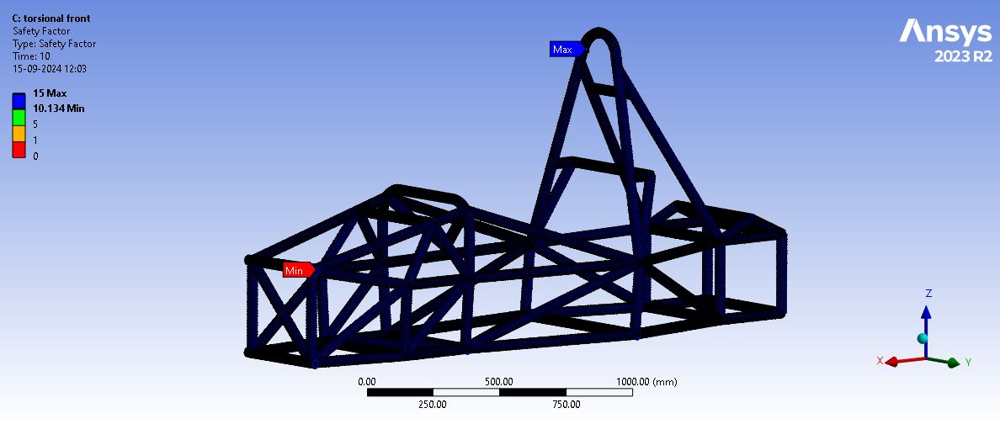 C: torsional front
Safety Factor
Type: Safety Factor
Time: 10
15-09-2024 12:03
15 Max
10.134 Min
5
1
0
Ansys
2023 R2
Max
Min
Z
X
Y
0.00 500.00 1000.00 (mm)
250.00 750.00